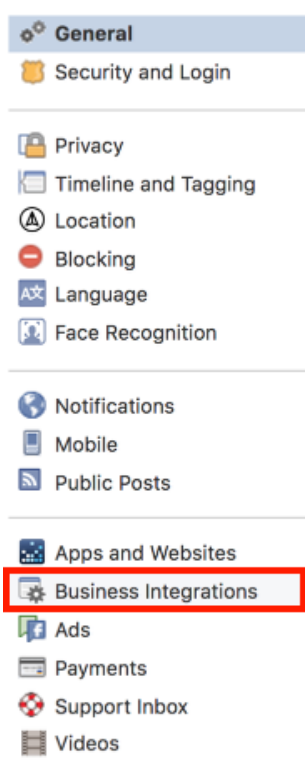 General
Security and Login
Privacy
Timeline and Tagging
Location
Blocking
Language
Face Recognition
Notifications
Mobile
Public Posts
Apps and Websites
Business Integrations
Ads
Payments
Support Inbox
Videos